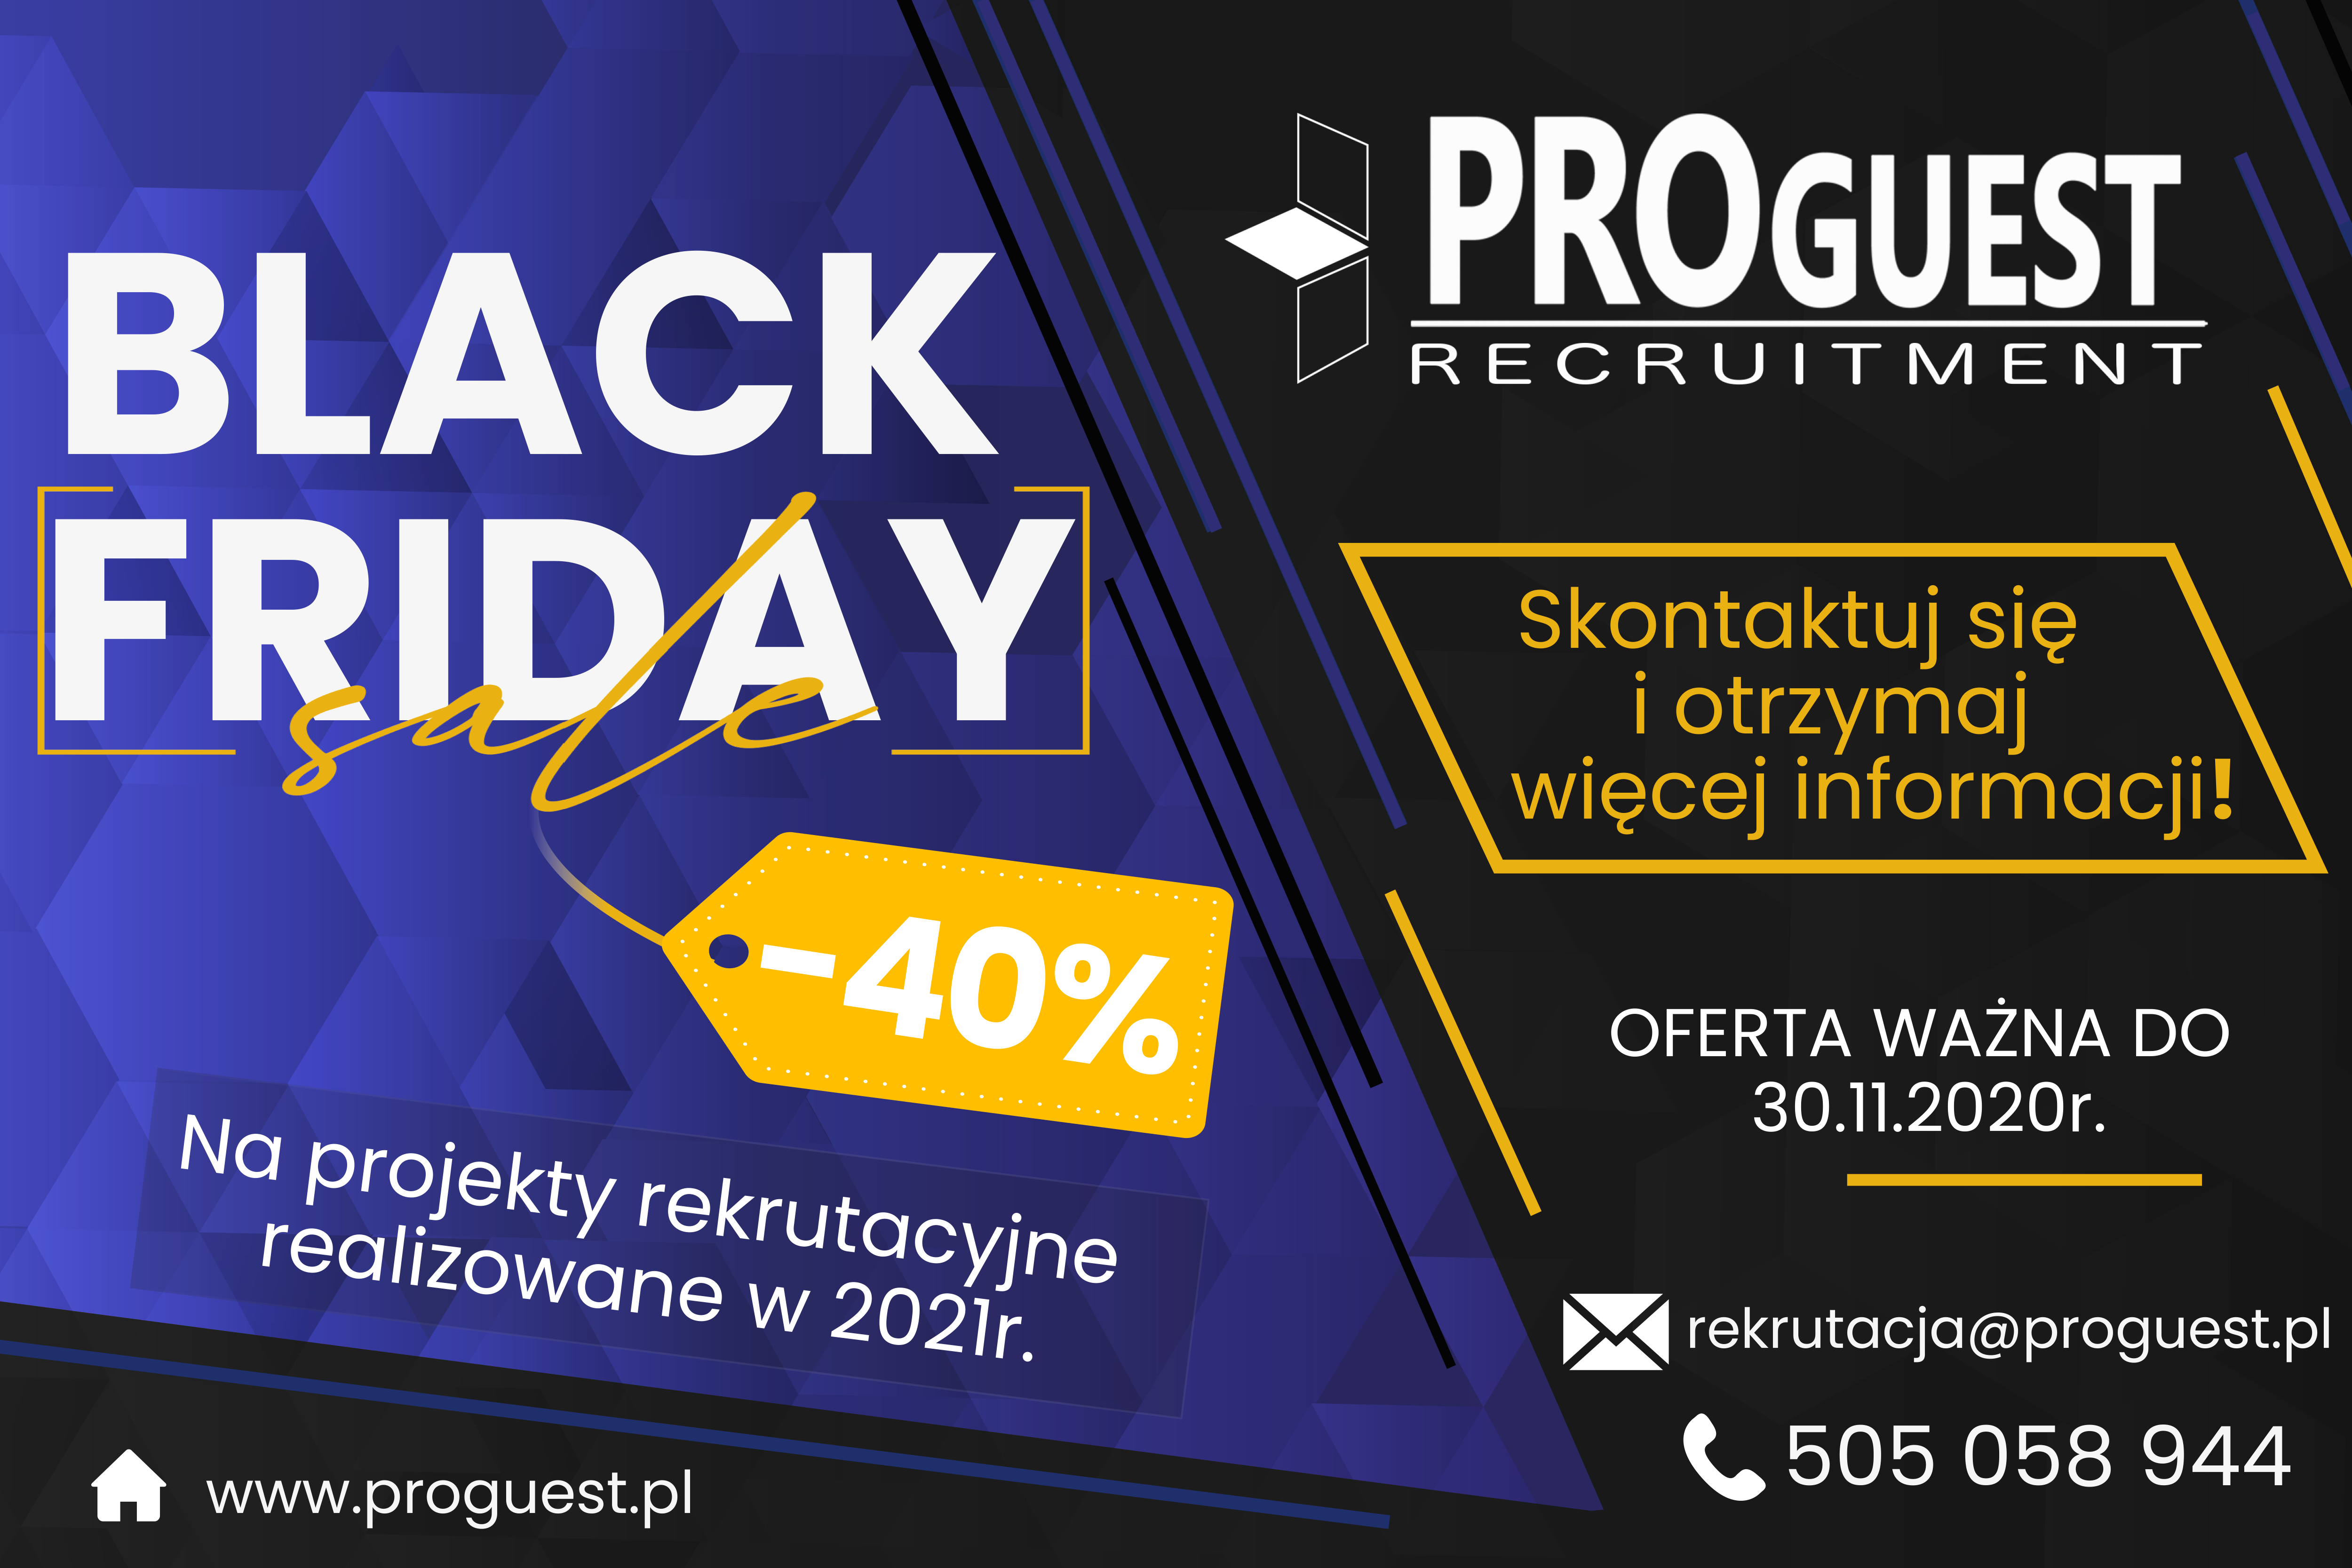 BLACK
FRIDAY
sale
-40%
Na projekty rekrutacyjne
realizowane w 2021r.
www.proguest.pl
PROGUEST
RECRUITMENT
Skontaktuj się
i otrzymaj
więcej informacji!
OFERTA WAŻNA DO
30.11.2020r.
rekrutacja@proguest.pl
505 058 944